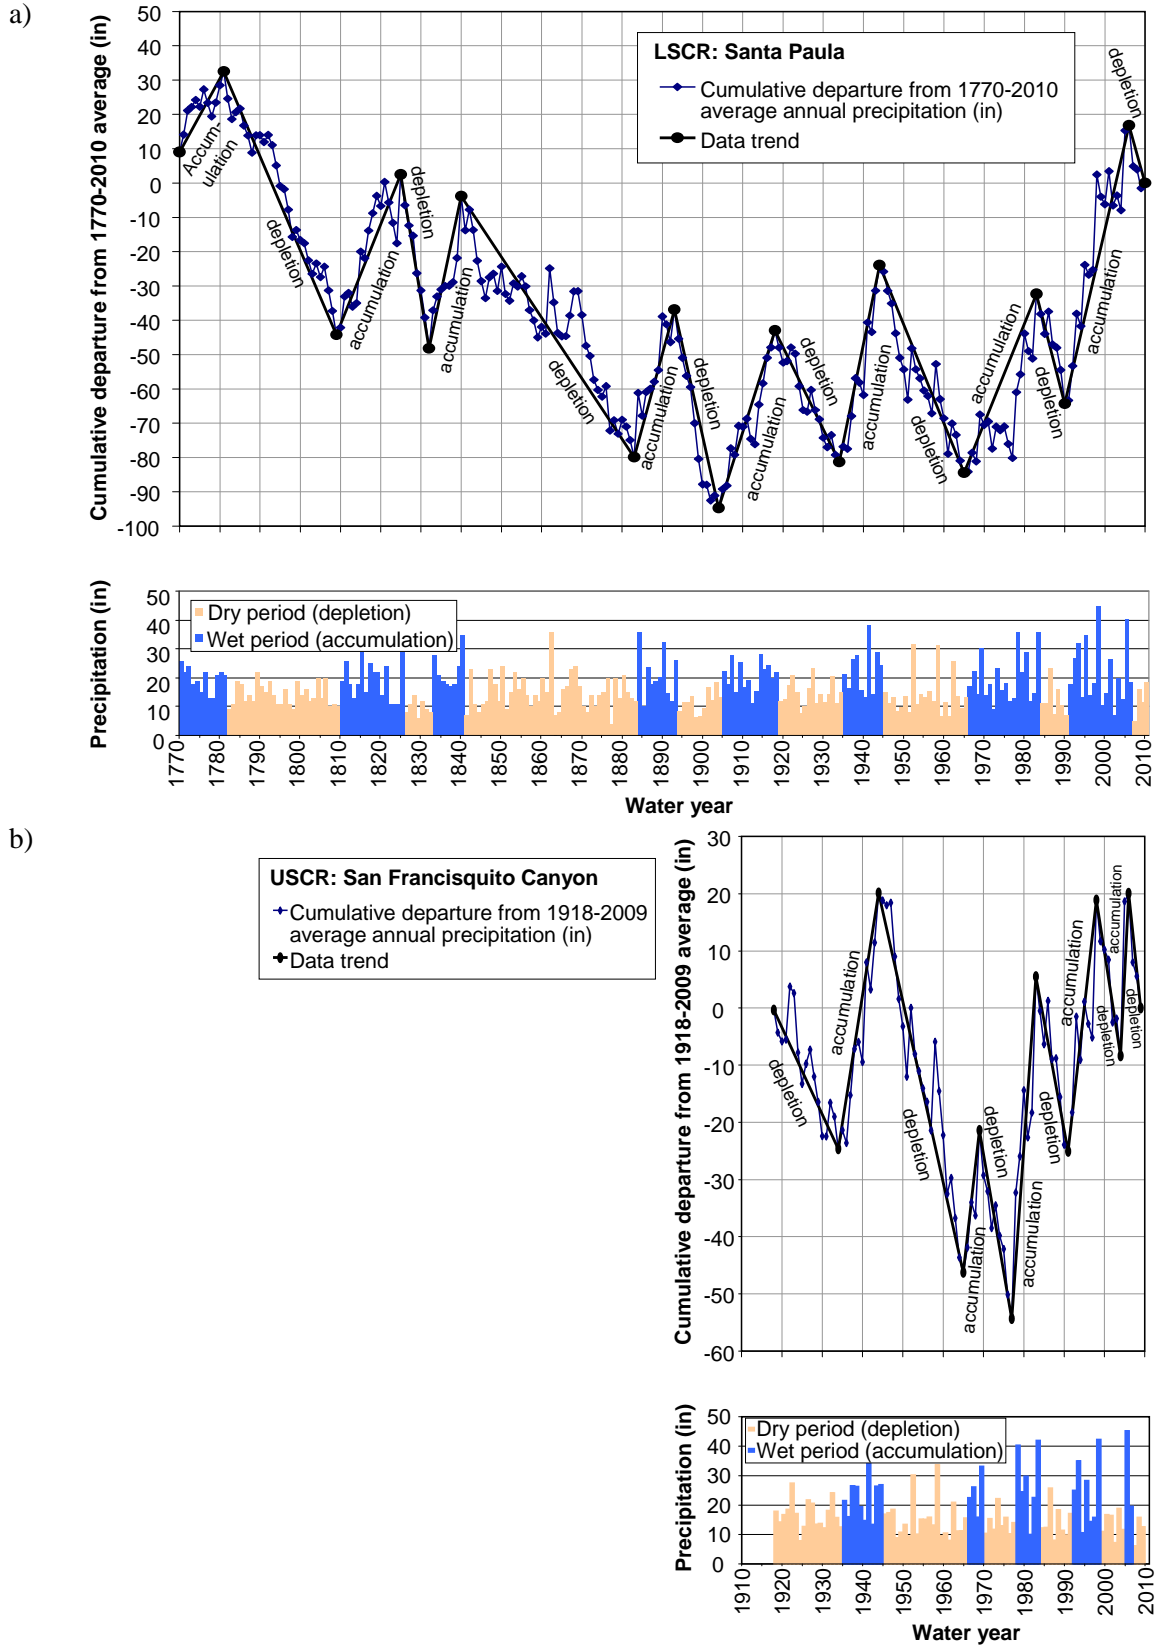 a)
Cumulative departure from 1770-2010 average (in)
50
40
30
20
10
0
-10
-20
-30
-40
-50
-60
-70
-80
-90
-100
LSCR: Santa Paula
Cumulative departure from 1770-2010
average annual precipitation (in)
Data trend
Accum-
ulation
depletion
accumulation
depletion
accumulation
depletion
accumulation
depletion
accumulation
depletion
accumulation
depletion
accumulation
depletion
accumulation
depletion
Precipitation (in)
50
40
30
20
10
0
Dry period (depletion)
Wet period (accumulation)
1770
1780
1790
1800
1810
1820
1830
1840
1850
1860
1870
1880
1890
1900
1910
1920
1930
1940
1950
1960
1970
1980
1990
2000
2010
Water year
b)
USCR: San Francisquito Canyon
Cumulative departure from 1918-2009
average annual precipitation (in)
Data trend
Cumulative departure from 1918-2009 average (in)
30
20
10
0
-10
-20
-30
-40
-50
-60
depletion
accumulation
depletion
accumulation
depletion
accumulation
depletion
accumulation
depletion
accumulation
depletion
Precipitation (in)
50
40
30
20
10
0
Dry period (depletion)
Wet period (accumulation)
1910
1920
1930
1940
1950
1960
1970
1980
1990
2000
2010
Water year